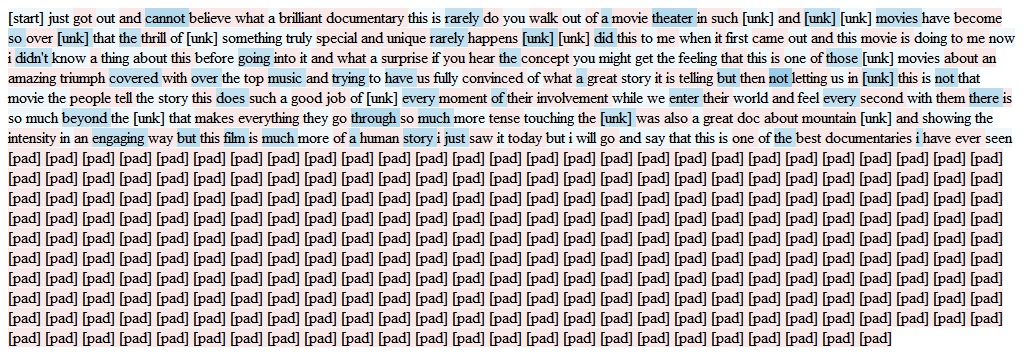 [start] just got out and cannot believe what a brilliant documentary this is rarely do you walk out of a movie theater in such [unk] and [unk] [unk] movies have become
so over [unk] that the thrill of [unk] something truly special and unique rarely happens [unk] [unk] did this to me when it first came out and this movie is doing to me now
i didn't know a thing about this before going into it and what a surprise if you hear the concept you might get the feeling that this is one of those [unk] movies about an
amazing triumph covered with over the top music and trying to have us fully convinced of what a great story it is telling but then not letting us in [unk] this is not that
movie the people tell the story this does such a good job of [unk] every moment of their involvement while we enter their world and feel every second with them there is
so much beyond the [unk] that makes everything they go through so much more tense touching the [unk] was also a great doc about mountain [unk] and showing the
intensity in an engaging way but this film is much more of a human story i just saw it today but i will go and say that this is one of the best documentaries i have ever seen
[pad] [pad] [pad] [pad] [pad] [pad] [pad] [pad] [pad] [pad] [pad] [pad] [pad] [pad] [pad] [pad] [pad] [pad] [pad] [pad] [pad] [pad] [pad] [pad] [pad] [pad] [pad]
[pad] [pad] [pad] [pad] [pad] [pad] [pad] [pad] [pad] [pad] [pad] [pad] [pad] [pad] [pad] [pad] [pad] [pad] [pad] [pad] [pad] [pad] [pad] [pad] [pad] [pad] [pad]
[pad] [pad] [pad] [pad] [pad] [pad] [pad] [pad] [pad] [pad] [pad] [pad] [pad] [pad] [pad] [pad] [pad] [pad] [pad] [pad] [pad] [pad] [pad] [pad] [pad] [pad] [pad]
[pad] [pad] [pad] [pad] [pad] [pad] [pad] [pad] [pad] [pad] [pad] [pad] [pad] [pad] [pad] [pad] [pad] [pad] [pad] [pad] [pad] [pad] [pad] [pad] [pad] [pad] [pad]
[pad] [pad] [pad] [pad] [pad] [pad] [pad] [pad] [pad] [pad] [pad] [pad] [pad] [pad] [pad] [pad] [pad] [pad] [pad] [pad] [pad] [pad] [pad] [pad] [pad] [pad] [pad]
[pad] [pad] [pad] [pad] [pad] [pad] [pad] [pad] [pad] [pad] [pad] [pad] [pad] [pad] [pad] [pad] [pad] [pad] [pad] [pad] [pad] [pad] [pad] [pad] [pad] [pad] [pad]
[pad] [pad] [pad] [pad] [pad] [pad] [pad] [pad] [pad] [pad] [pad] [pad] [pad] [pad] [pad] [pad] [pad] [pad] [pad] [pad] [pad] [pad] [pad] [pad] [pad] [pad] [pad]
[pad] [pad] [pad] [pad] [pad] [pad] [pad] [pad] [pad] [pad] [pad] [pad] [pad] [pad] [pad] [pad] [pad] [pad] [pad] [pad] [pad] [pad] [pad] [pad] [pad] [pad] [pad]
[pad] [pad] [pad] [pad] [pad] [pad] [pad] [pad] [pad] [pad] [pad] [pad] [pad] [pad] [pad] [pad] [pad] [pad] [pad] [pad] [pad] [pad] [pad] [pad] [pad] [pad] [pad]
[pad] [pad] [pad] [pad] [pad] [pad] [pad] [pad] [pad] [pad] [pad] [pad] [pad] [pad] [pad] [pad] [pad] [pad] [pad] [pad] [pad] [pad] [pad] [pad]